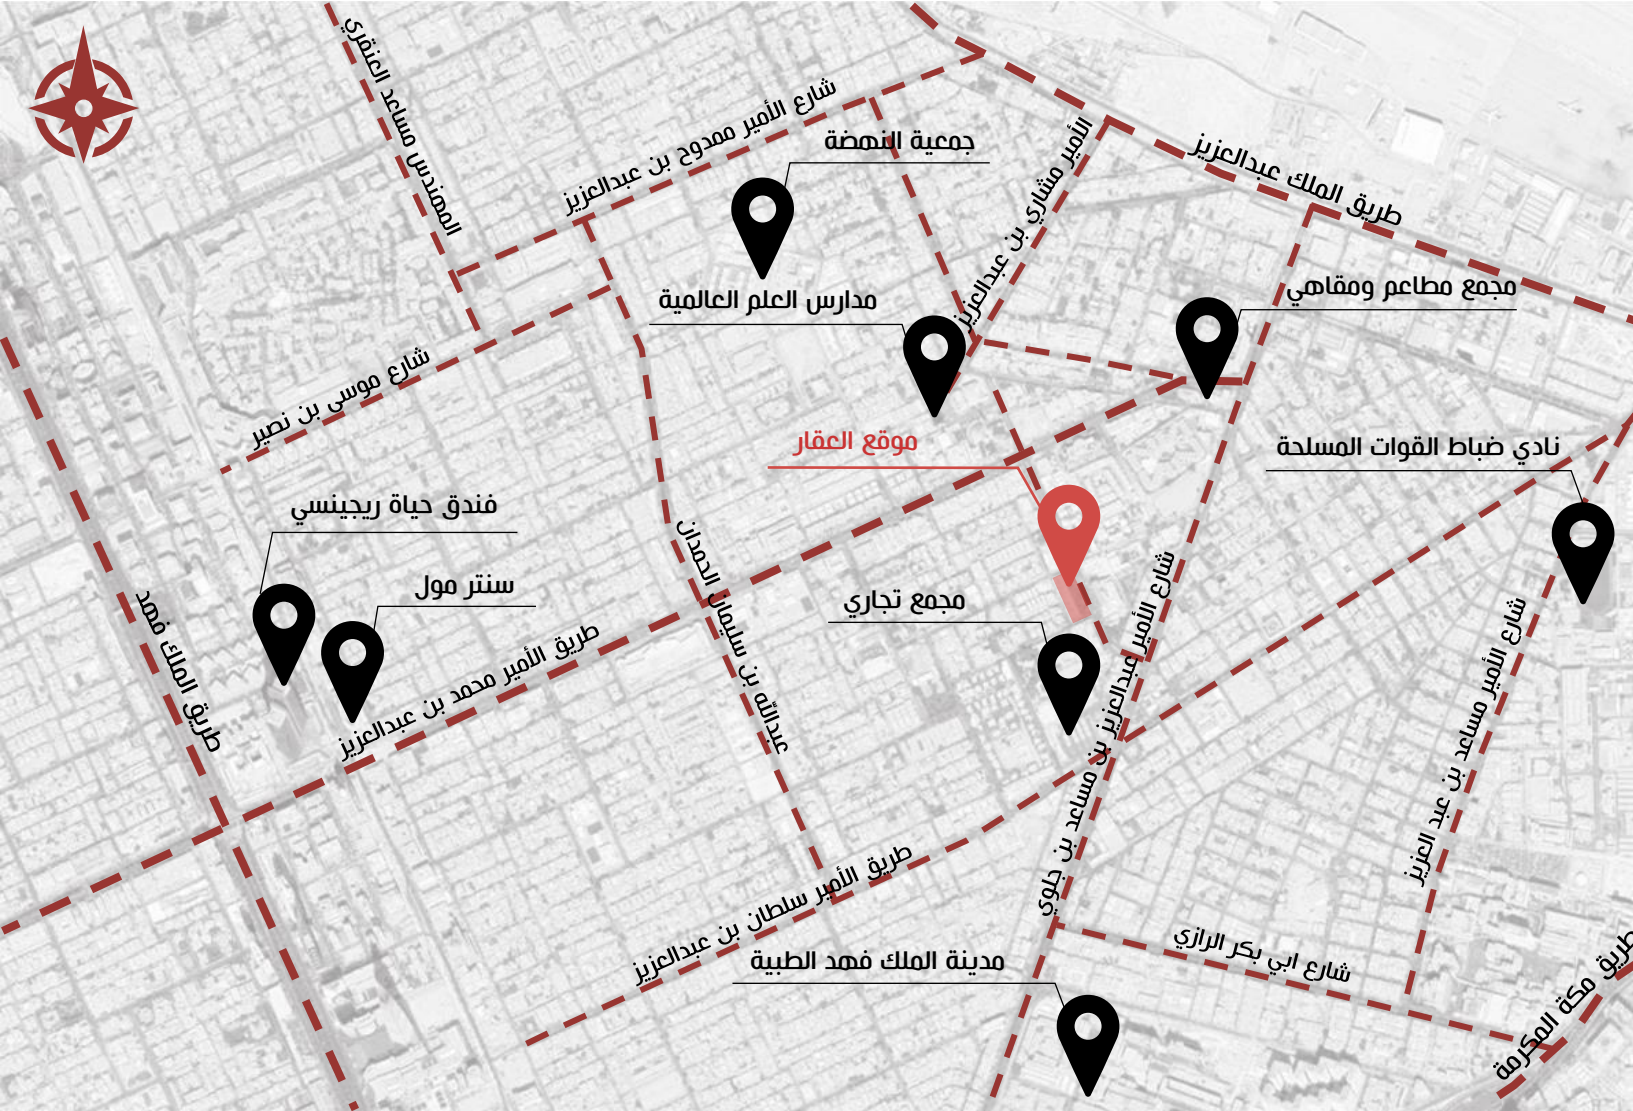 المهندس مساعد العنقري
شارع الأمير ممدوح بن عبدالعزيز
جمعية النهضة
الأمير مشاري بن عبدالعزيز
طريق الملك عبدالعزيز
مجمع مطاعم ومقاهي
مدارس العلم العالمية
شارع موسى بن نصير
موقع العقار
نادي ضباط القوات المسلحة
فندق حياة ريجينسي
سنتر مول
مجمع تجاري
طريق الملك فهد
طريق الأمير محمد بن عبدالعزيز
عبدالله بن سليمان الحمدان
شارع الأمير عبدالعزيز بن مساعد بن جلوي
شارع الأمير مساعد بن عبد العزيز
طريق الأمير سلطان بن عبدالعزيز
مدينة الملك فهد الطبية
شارع ابي بكر الرازي
طريق مكة المكرمة